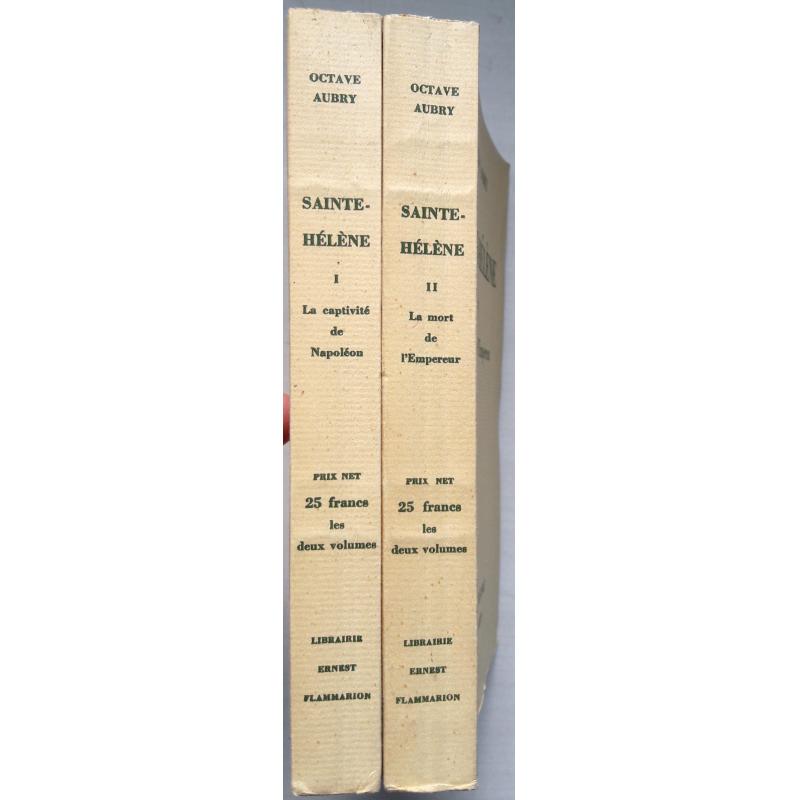 OCTAVE
AUBRY
SAINTE-
HÉLÈNE
I
La captivité
de
Napoléon
PRIX NET
25 francs
les
deux volumes
LIBRAIRIE
ERNEST
FLAMMARION
OCTAVE
AUBRY
SAINTE-
HÉLÈNE
II
La mort
de
l'Empereur
PRIX NET
25 francs
les
deux volumes
LIBRAIRIE
ERNEST
FLAMMARION